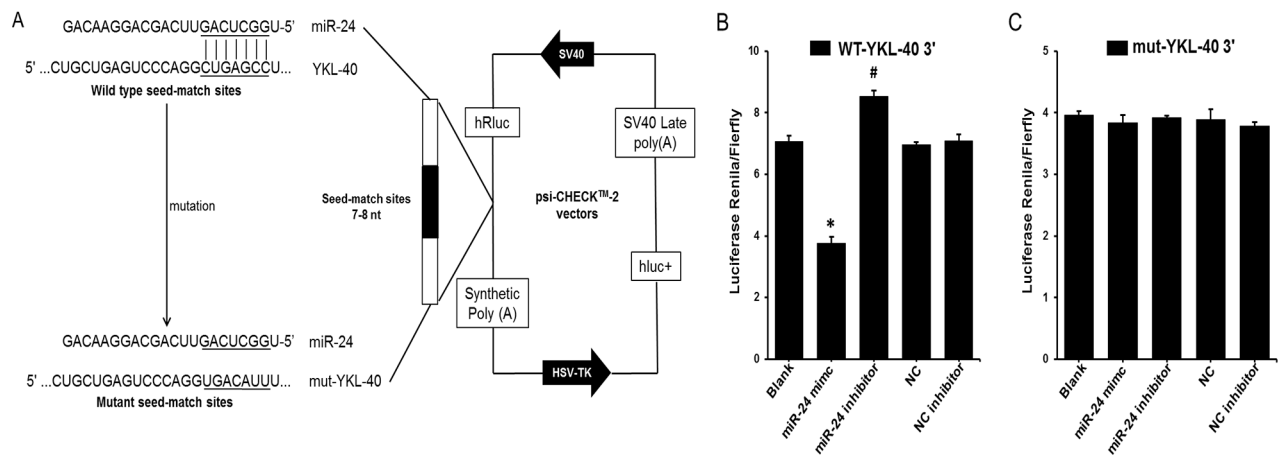 A
GACAAGGACGACUUGACUCGGU-5' miR-24
5' ...CUGCUGAGUCCCAGGCUGAGCCU... YKL-40
Wild type seed-match sites
mutation
GACAAGGACGACUUGACUCGGU-5' miR-24
5' ...CUGCUGAGUCCCAGGUGACAUUU... mut-YKL-40
Mutant seed-match sites
Seed-match sites
7-8 nt
SV40
hRluc
SV40 Late
poly(A)
psi-CHECK™-2
vectors
hluc+
Synthetic
Poly (A)
HSV-TK
B
WT-YKL-40 3'
Luciferase Renila/Fierfly
10
8
6
4
2
0
*
#
Blank
miR-24 mimc
miR-24 inhibitor
NC
NC inhibitor
C
mut-YKL-40 3'
Luciferase Renila/Fierfly
5
4
3
2
1
0
Blank
miR-24 mimc
miR-24 inhibitor
NC
NC inhibitor